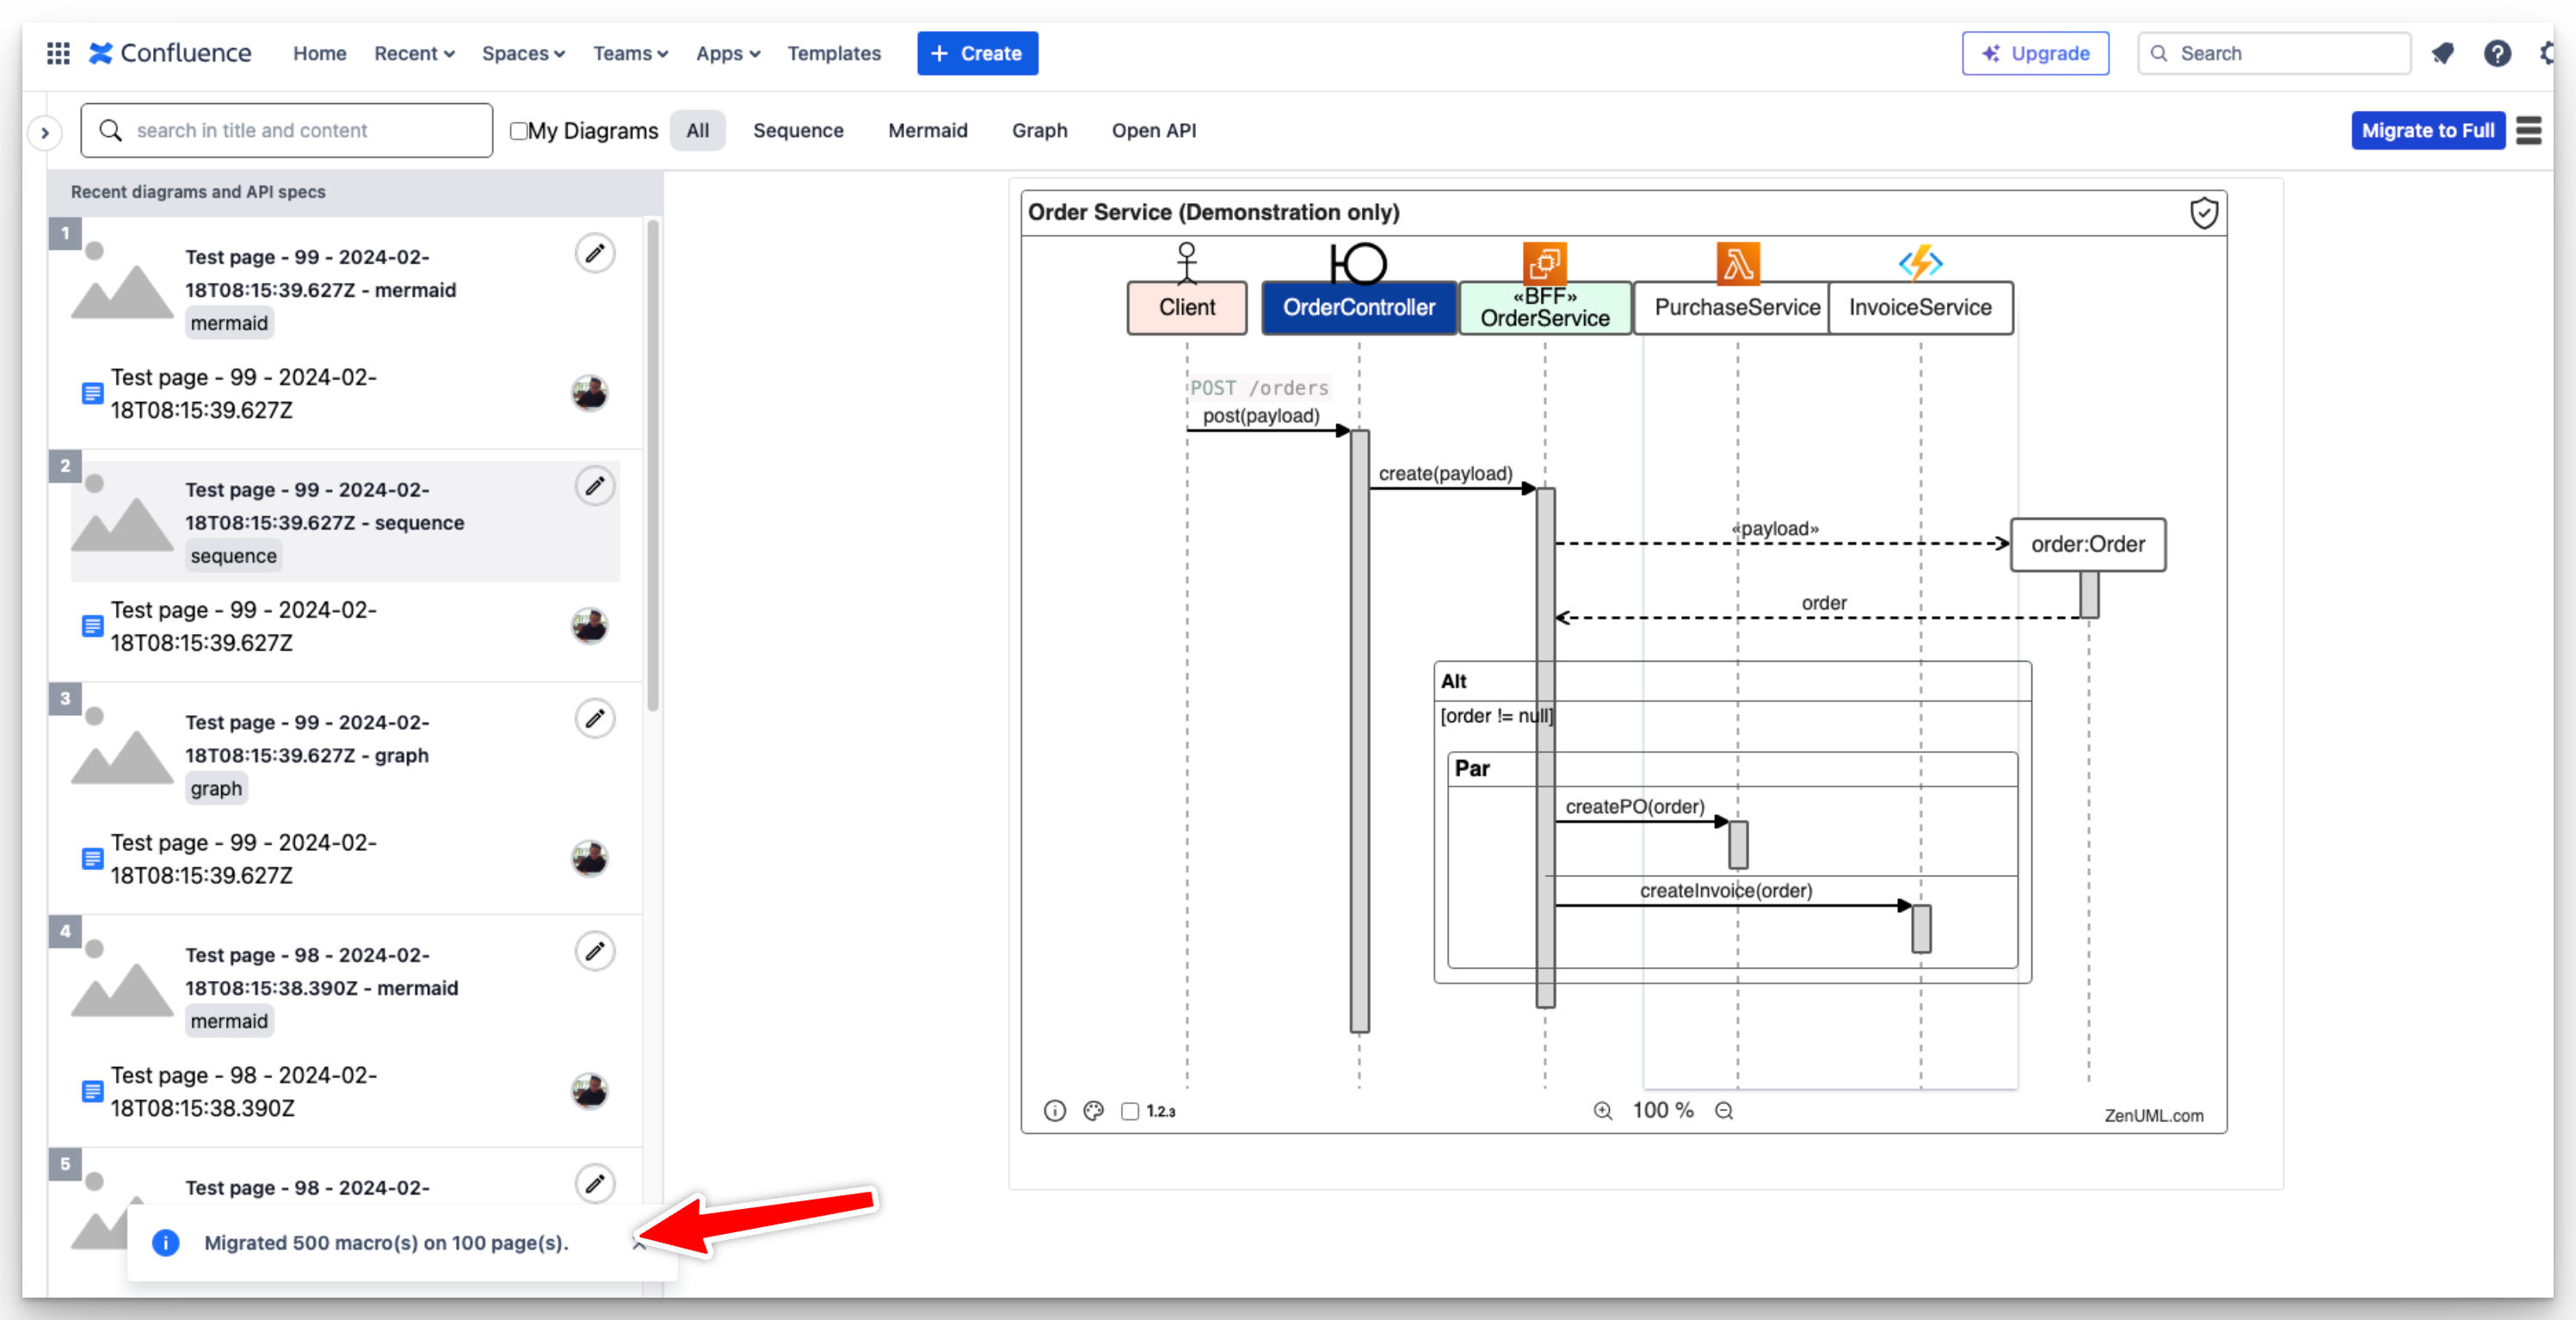 Confluence
Home
Recent
Spaces
Teams
Apps
Templates
+ Create
Upgrade
Search
search in title and content
My Diagrams
All
Sequence
Mermaid
Graph
Open API
Migrate to Full
Recent diagrams and API specs
1
Test page - 99 - 2024-02-
18T08:15:39.627Z - mermaid
mermaid
Test page - 99 - 2024-02-
18T08:15:39.627Z
2
Test page - 99 - 2024-02-
18T08:15:39.627Z - sequence
sequence
Test page - 99 - 2024-02-
18T08:15:39.627Z
3
Test page - 99 - 2024-02-
18T08:15:39.627Z - graph
graph
Test page - 99 - 2024-02-
18T08:15:39.627Z
4
Test page - 98 - 2024-02-
18T08:15:38.390Z - mermaid
mermaid
Test page - 98 - 2024-02-
18T08:15:38.390Z
5
Test page - 98 - 2024-02-
Migrated 500 macro(s) on 100 page(s).
Order Service (Demonstration only)
Client
OrderController
«BFF»
OrderService
PurchaseService
InvoiceService
POST /orders
post(payload)
create(payload)
«payload»
order:Order
order
Alt
[order != null]
Par
createPO(order)
createInvoice(order)
1.2.3
100 %
ZenUML.com